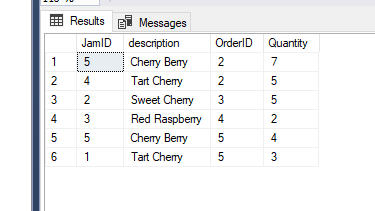 Results Messages
JamID description OrderID Quantity
1 5 Cherry Berry 2 7
2 4 Tart Cherry 2 5
3 2 Sweet Cherry 3 5
4 3 Red Raspberry 4 2
5 5 Cherry Berry 5 4
6 1 Tart Cherry 5 3